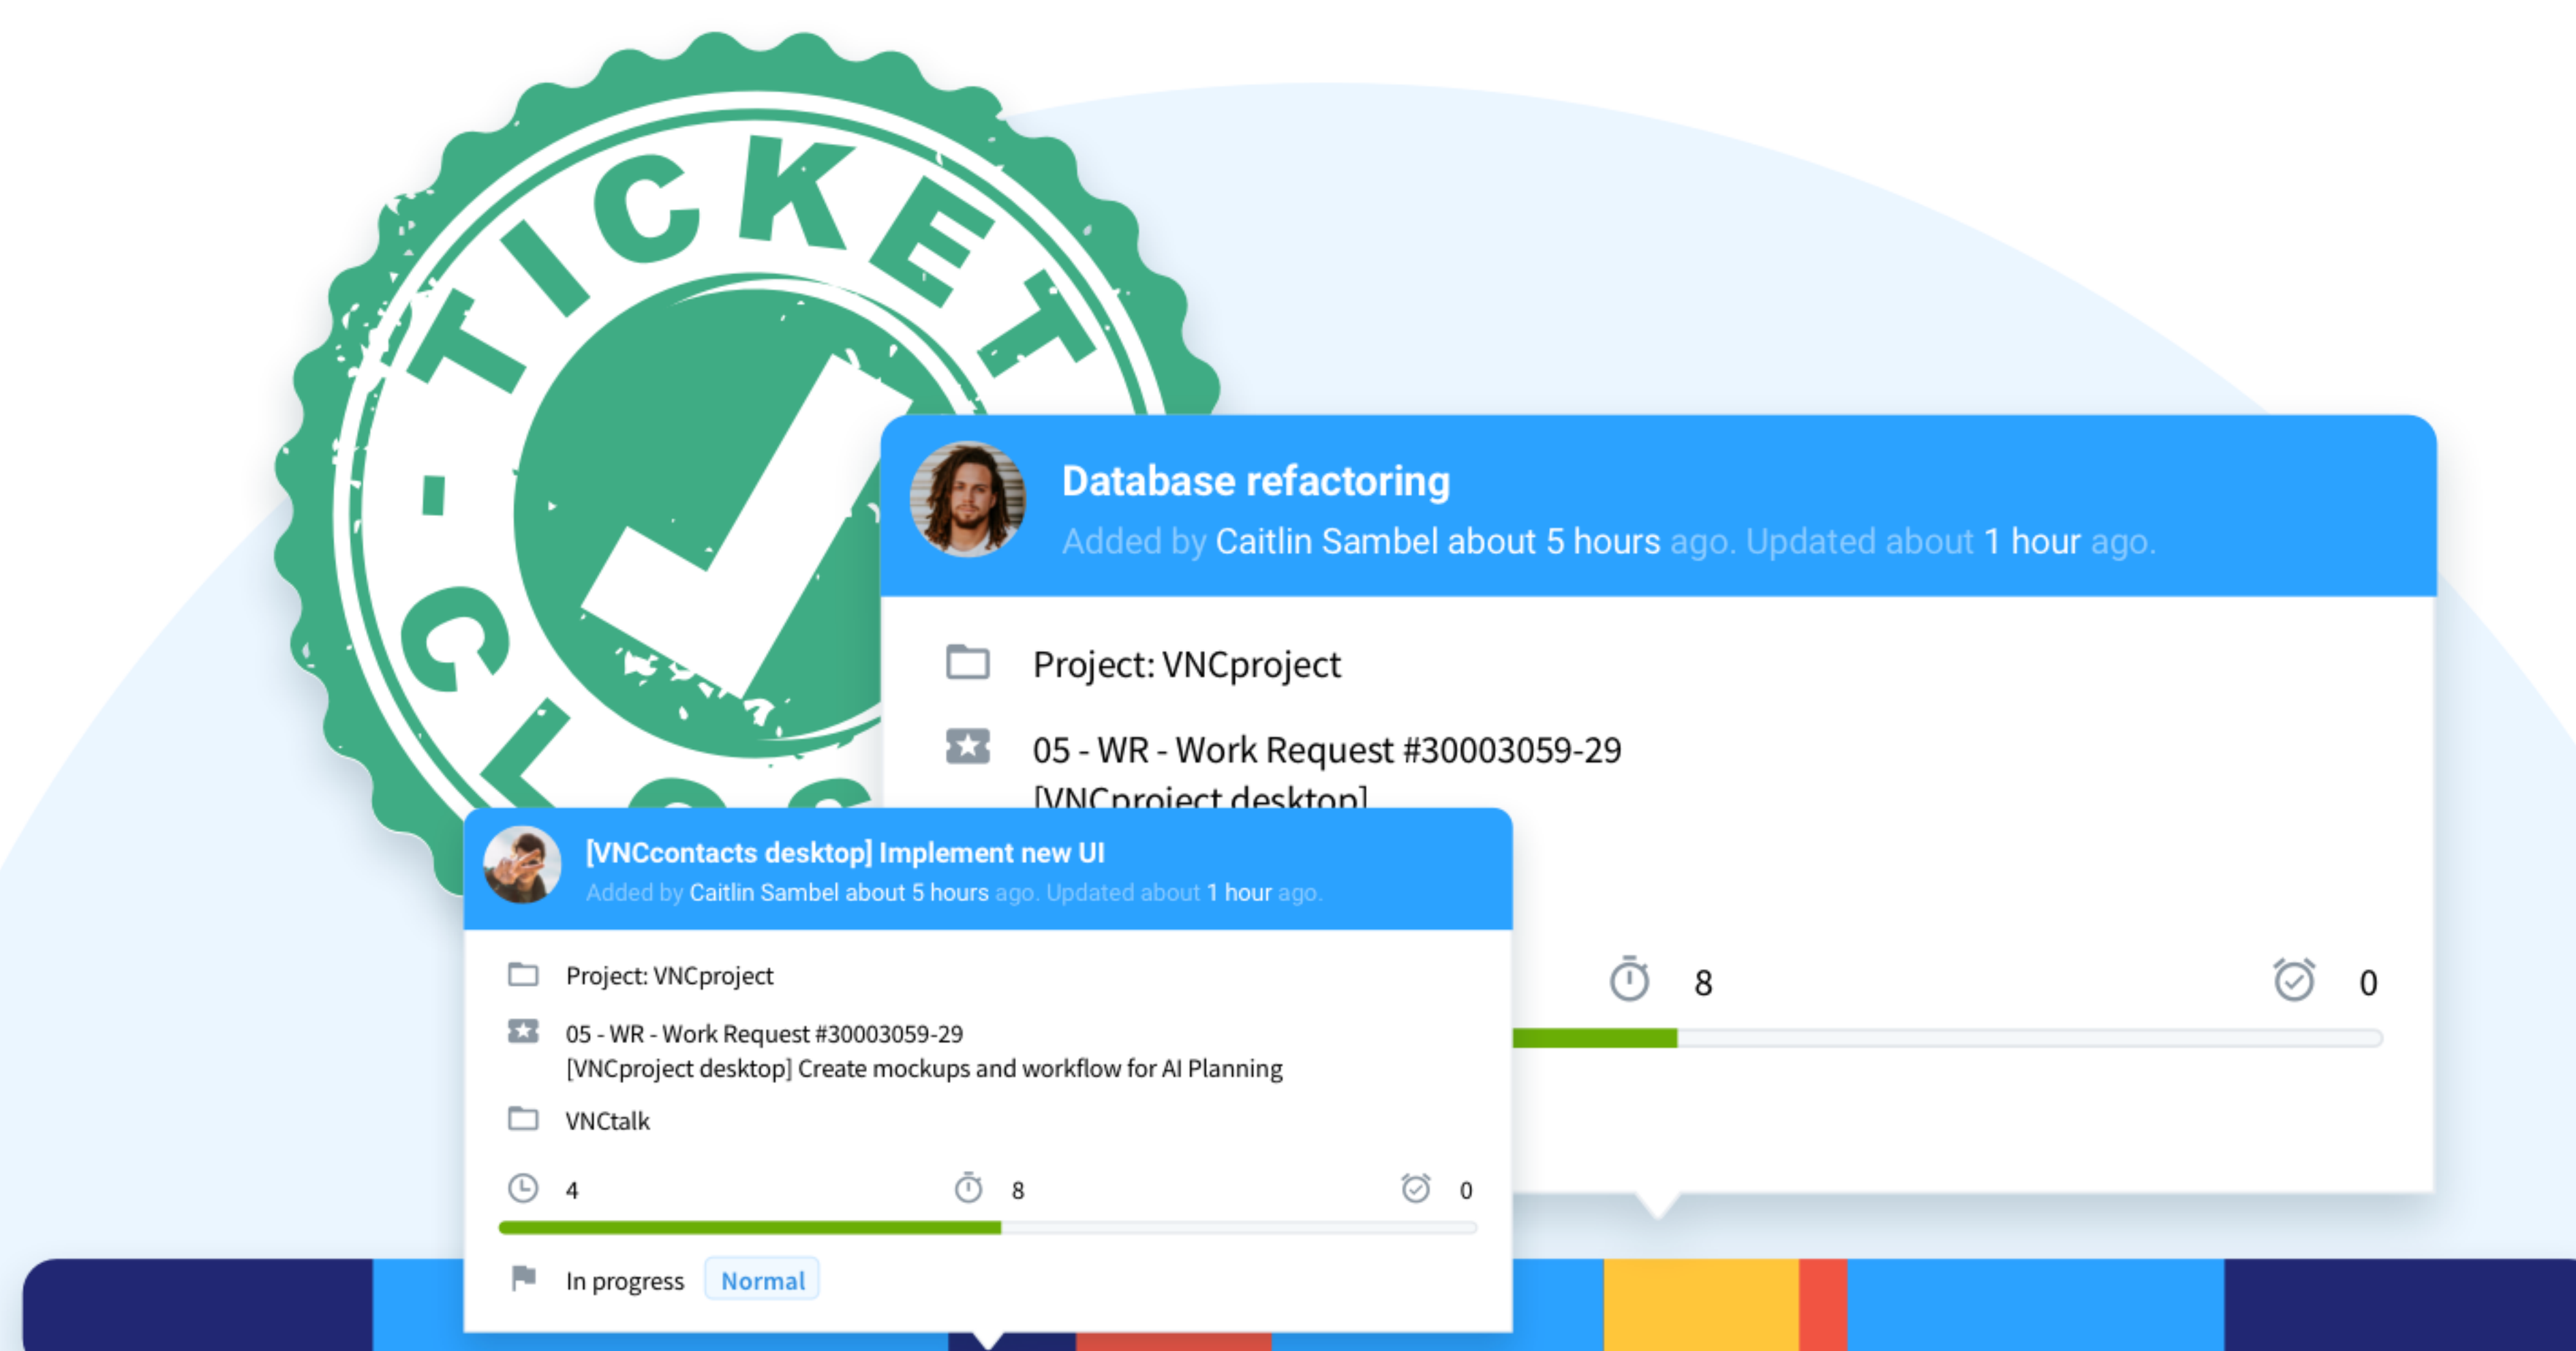 TICKET
Database refactoring
Added by Caitlin Sambel about 5 hours ago. Updated about 1 hour ago.
Project: VNCproject
05 - WR - Work Request #30003059-29
[VNCproject desktop]
8 0
[VNCcontacts desktop] Implement new UI
Added by Caitlin Sambel about 5 hours ago. Updated about 1 hour ago.
Project: VNCproject
05 - WR - Work Request #30003059-29
[VNCproject desktop] Create mockups and workflow for AI Planning
VNCtalk
4 8 0
In progress Normal